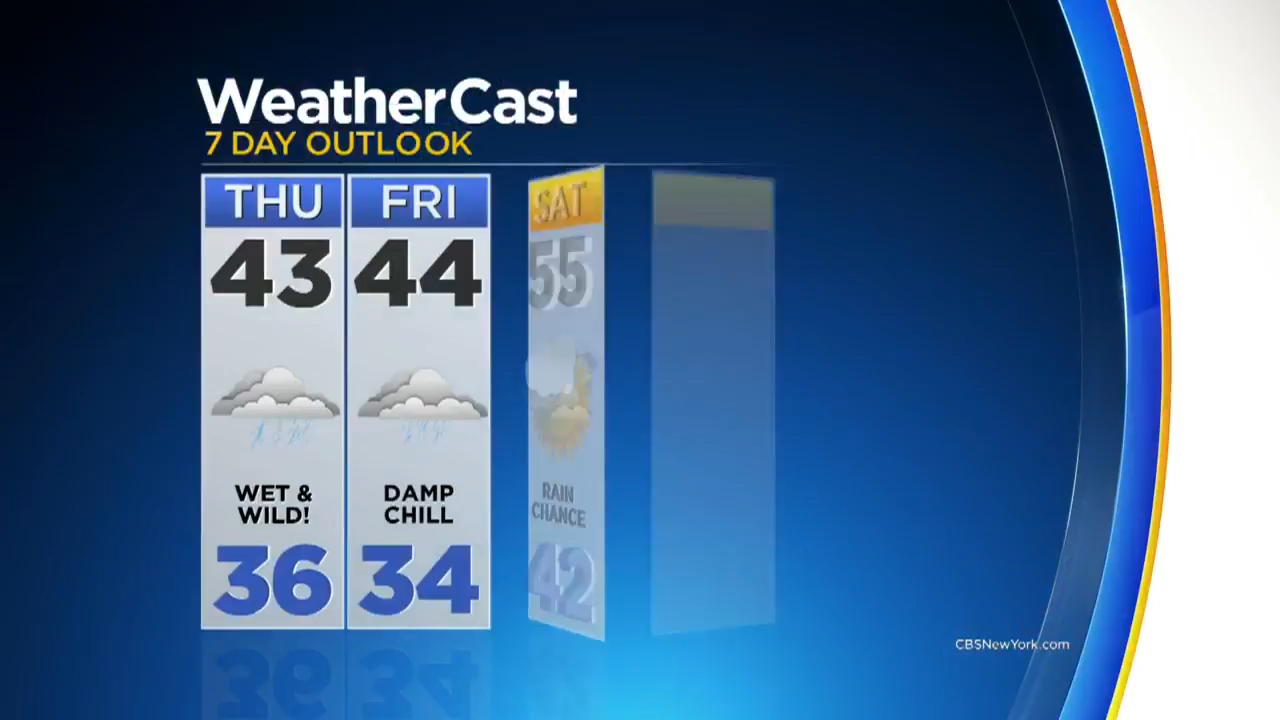 WeatherCast
7 DAY OUTLOOK
THU
43
WET &
WILD!
36
FRI
44
DAMP
CHILL
34
SAT
55
RAIN
CHANCE
42
CBSNewYork.com